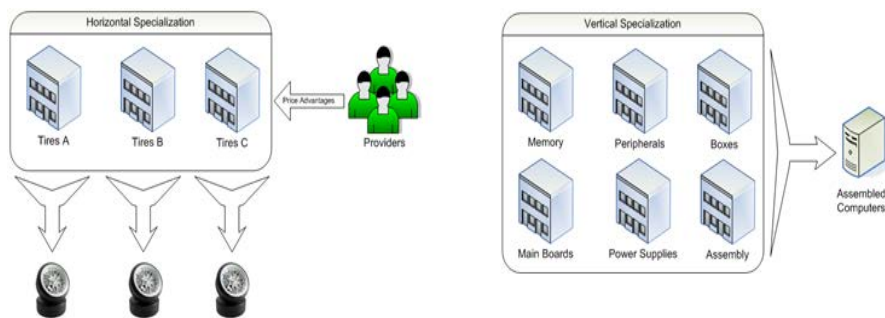 Horizontal Specialization
Tires A
Tires B
Tires C
Price Advantages
Providers
Vertical Specialization
Memory
Peripherals
Boxes
Main Boards
Power Supplies
Assembly
Assembled
Computers